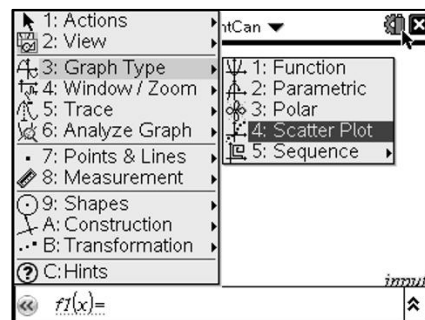 1: Actions
2: View
3: Graph Type
4: Window / Zoom
5: Trace
6: Analyze Graph
7: Points & Lines
8: Measurement
9: Shapes
A: Construction
B: Transformation
C: Hints
ntCan
1: Function
2: Parametric
3: Polar
4: Scatter Plot
5: Sequence
f1(x)=